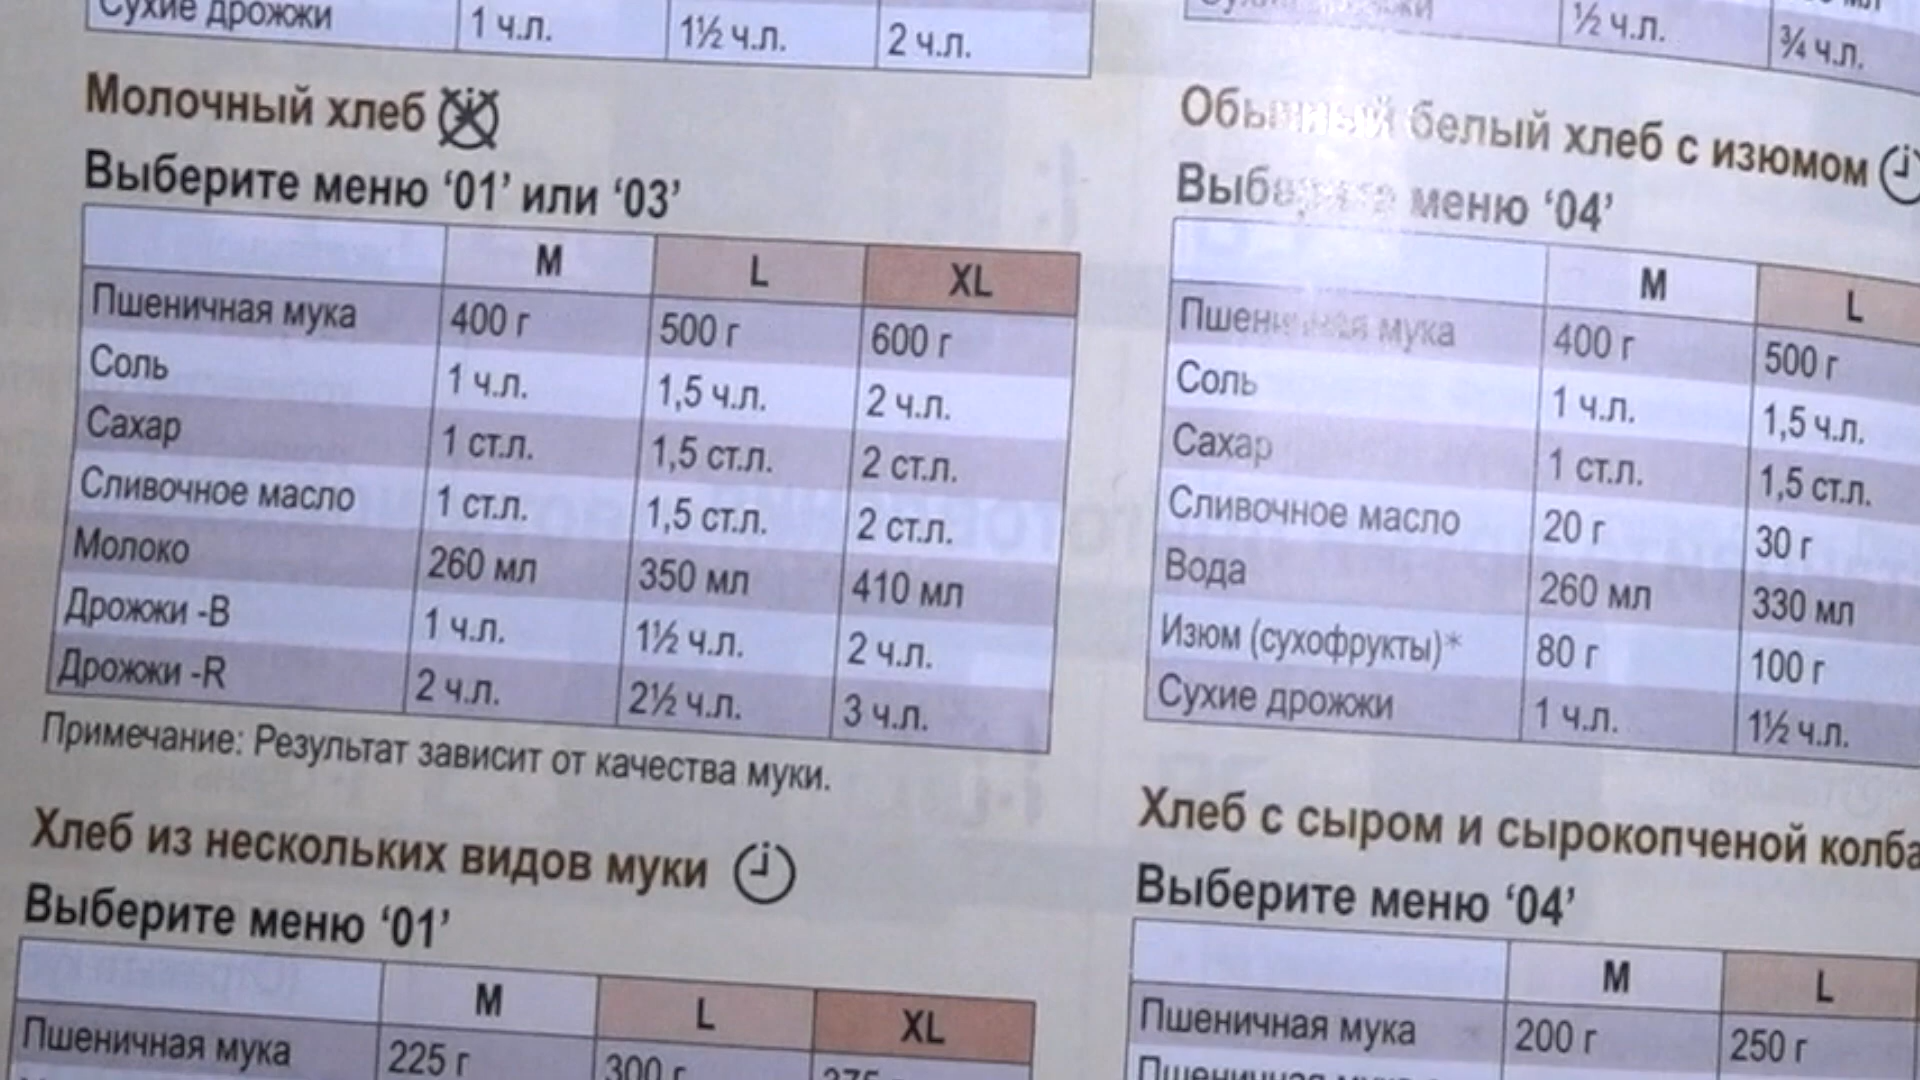 Сухие дрожжи 1 ч.л. 1½ ч.л. 2 ч.л.
Молочный хлеб
Выберите меню ‘01’ или ‘03’
M L XL
Пшеничная мука 400 г 500 г 600 г
Соль 1 ч.л. 1,5 ч.л. 2 ч.л.
Сахар 1 ст.л. 1,5 ст.л. 2 ст.л.
Сливочное масло 1 ст.л. 1,5 ст.л. 2 ст.л.
Молоко 260 мл 350 мл 410 мл
Дрожжи -B 1 ч.л. 1½ ч.л. 2 ч.л.
Дрожжи -R 2 ч.л. 2½ ч.л. 3 ч.л.
Примечание: Результат зависит от качества муки.
Хлеб из нескольких видов муки
Выберите меню ‘01’
M L XL
Пшеничная мука 225 г 300 г
½ ч.л. ¾ ч.л.
Обычный белый хлеб с изюмом
Выберите меню ‘04’
M L
Пшеничная мука 400 г 500 г
Соль 1 ч.л. 1,5 ч.л.
Сахар 1 ст.л. 1,5 ст.л.
Сливочное масло 20 г 30 г
Вода 260 мл 330 мл
Изюм (сухофрукты)* 80 г 100 г
Сухие дрожжи 1 ч.л. 1½ ч.л.
Хлеб с сыром и сырокопченой колба
Выберите меню ‘04’
M L
Пшеничная мука 200 г 250 г